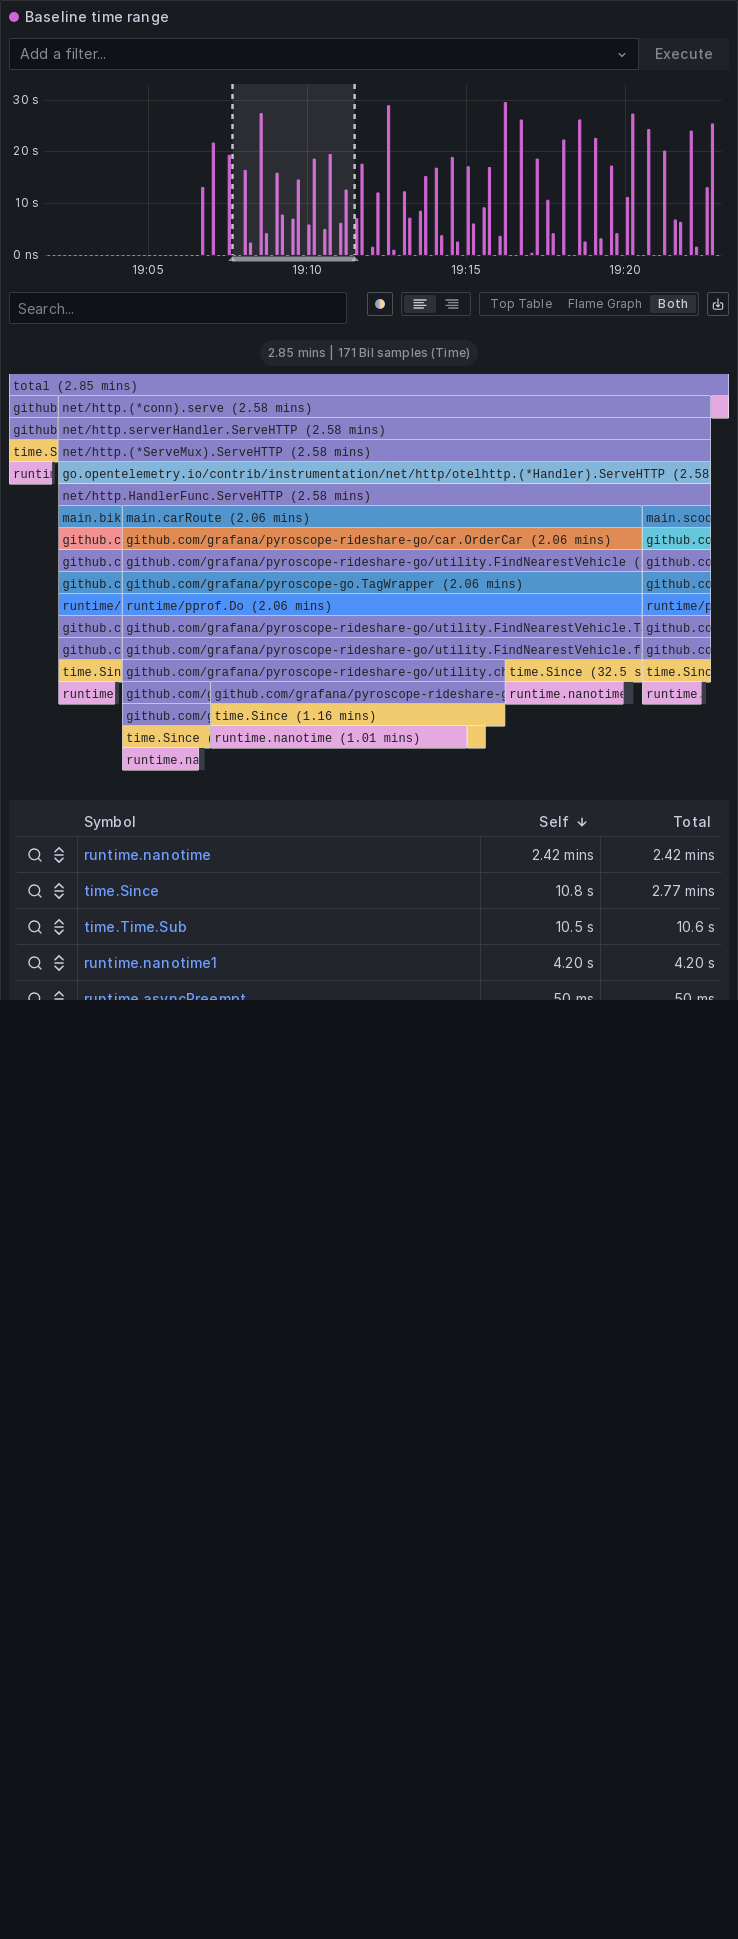 Baseline time range
Add a filter...
Execute
30 s
20 s
10 s
0 ns
19:05 19:10 19:15 19:20
Search...
Top Table Flame Graph Both
2.85 mins | 171 Bil samples (Time)
total (2.85 mins)
github net/http.(*conn).serve (2.58 mins)
github net/http.serverHandler.ServeHTTP (2.58 mins)
time.S net/http.(*ServeMux).ServeHTTP (2.58 mins)
runtin go.opentelemetry.io/contrib/instrumentation/net/http/otelhttp.(*Handler).ServeHTTP (2.58
net/http.HandlerFunc.ServeHTTP (2.58 mins)
main.bik main.carRoute (2.06 mins) main.scoo
github.c github.com/grafana/pyroscope-rideshare-go/car.OrderCar (2.06 mins) github.co
github.c github.com/grafana/pyroscope-rideshare-go/utility.FindNearestVehicle ( github.co
github.c github.com/grafana/pyroscope-go.TagWrapper (2.06 mins) github.co
runtime/ runtime/pprof.Do (2.06 mins) runtime/p
github.c github.com/grafana/pyroscope-rideshare-go/utility.FindNearestVehicle.T github.co
github.c github.com/grafana/pyroscope-rideshare-go/utility.FindNearestVehicle.f github.co
time.Sin github.com/grafana/pyroscope-rideshare-go/utility.ch time.Since (32.5 s time.Sinc
runtime github.com/g github.com/grafana/pyroscope-rideshare-g runtime.nanotime runtime.
github.com/g time.Since (1.16 mins)
time.Since ( runtime.nanotime (1.01 mins)
runtime.na
Symbol Self Total
runtime.nanotime 2.42 mins 2.42 mins
time.Since 10.8 s 2.77 mins
time.Time.Sub 10.5 s 10.6 s
runtime.nanotime1 4.20 s 4.20 s
runtime.asyncPreempt 50 ms 50 ms